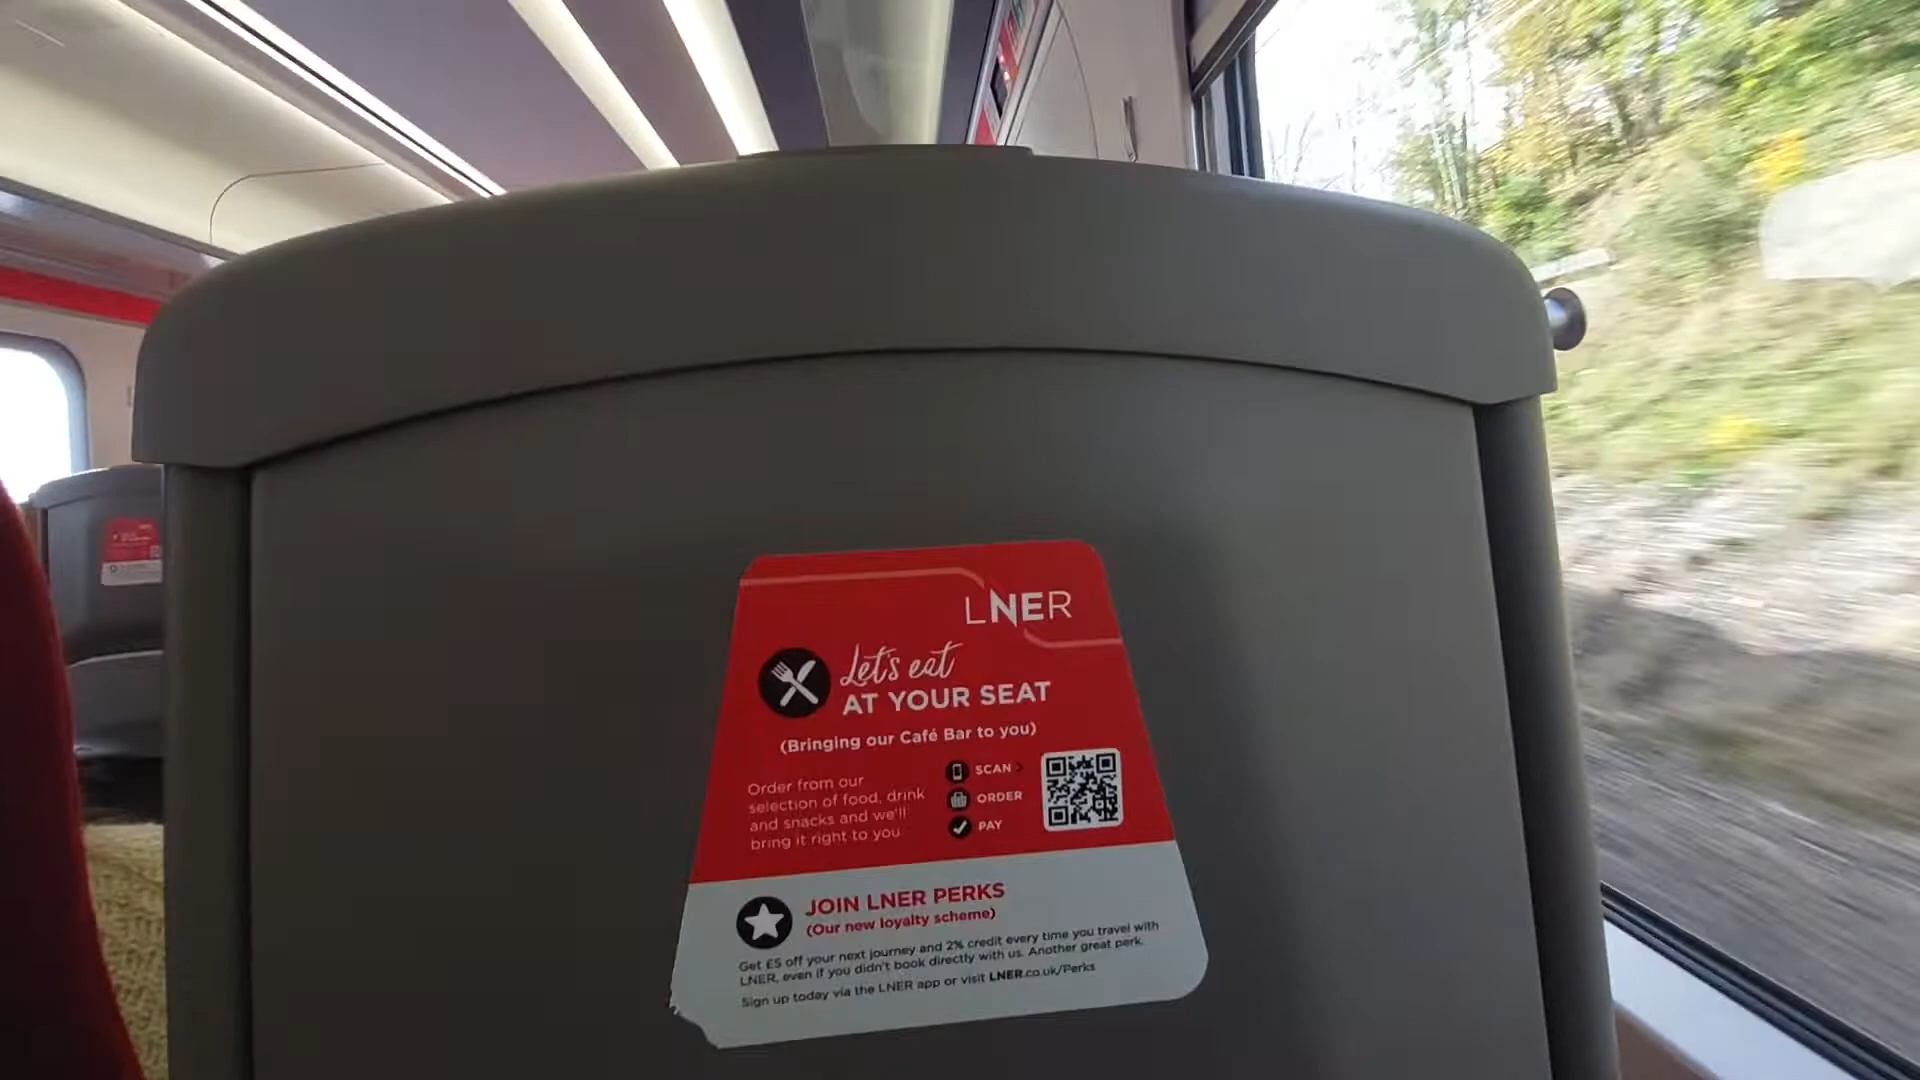 LNER
Let's eat
AT YOUR SEAT
(Bringing our Café Bar to you)
Order from our
selection of food, drink
and snacks and we'll
bring it right to you
SCAN
ORDER
PAY
JOIN LNER PERKS
(Our new loyalty scheme)
Get £5 off your next journey and 2% credit every time you travel with
LNER, even if you didn't book directly with us. Another great perk.
Sign up today via the LNER app or visit LNER.co.uk/Perks